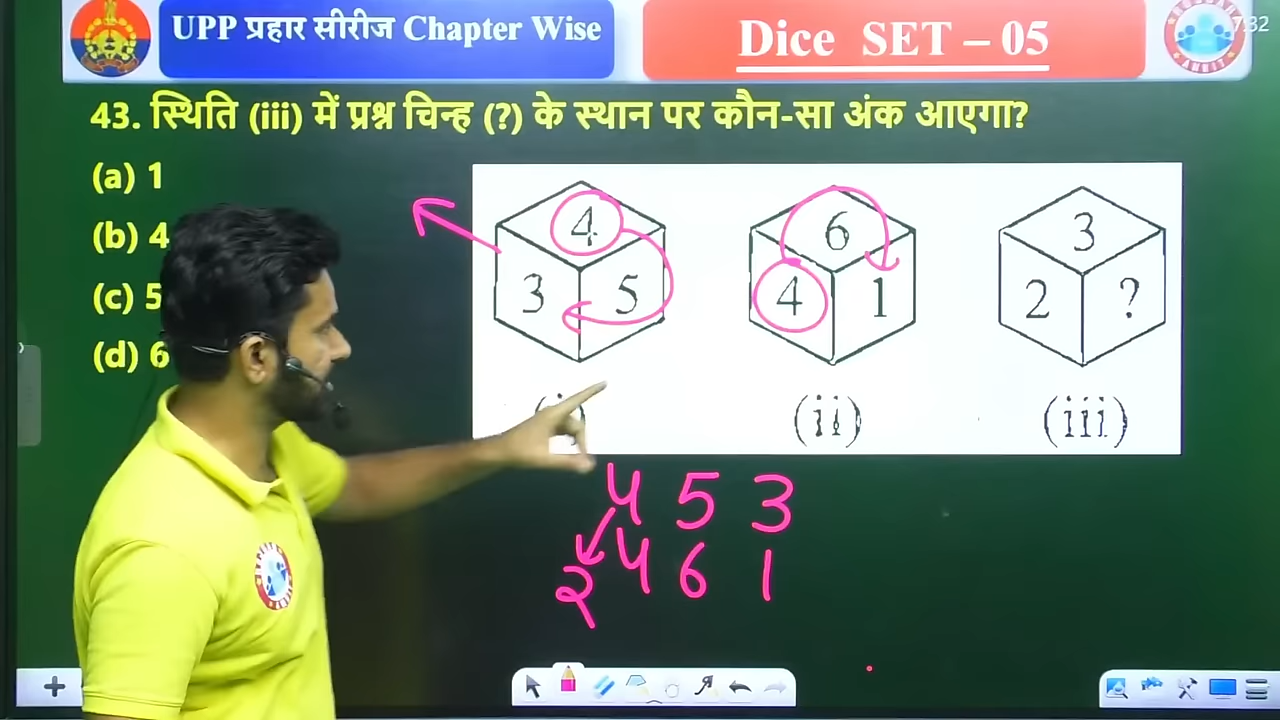 UPP प्रहार सीरीज Chapter Wise
Dice SET – 05
7:32
43. स्थिति (iii) में प्रश्न चिन्ह (?) के स्थान पर कौन-सा अंक आएगा?
(a) 1
(b) 4
(c) 5
(d) 6
4
3 5
6
4 1
3
2 ?
(i)
(ii)
(iii)
4 5 3
4 6 1
२